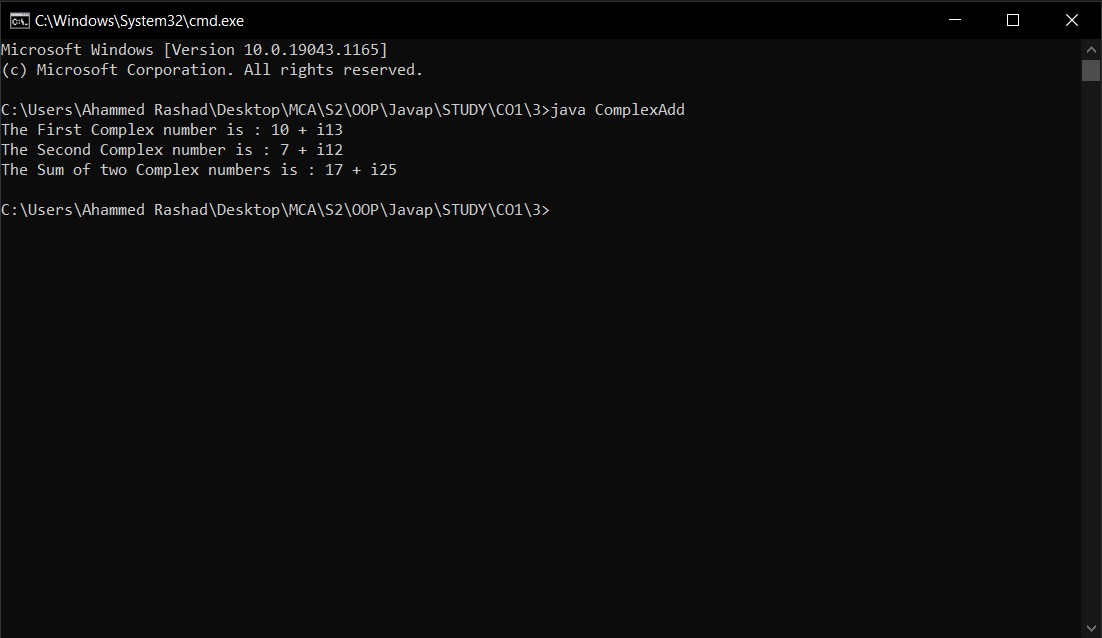 C:\Windows\System32\cmd.exe
Microsoft Windows [Version 10.0.19043.1165]
(c) Microsoft Corporation. All rights reserved.
C:\Users\Ahammed Rashad\Desktop\MCA\S2\OOP\Javap\STUDY\CO1\3>java ComplexAdd
The First Complex number is : 10 + i13
The Second Complex number is : 7 + i12
The Sum of two Complex numbers is : 17 + i25
C:\Users\Ahammed Rashad\Desktop\MCA\S2\OOP\Javap\STUDY\CO1\3>